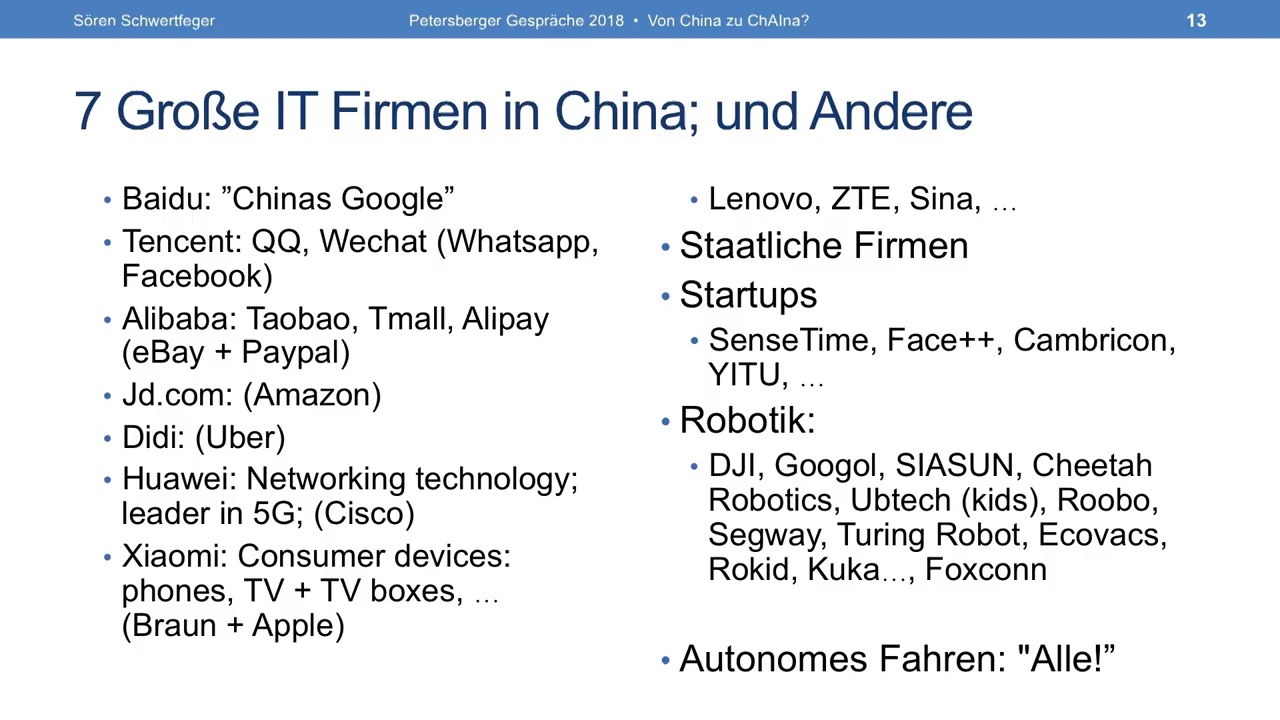 Sören Schwertfeger
Petersberger Gespräche 2018 • Von China zu ChAIna?
13
7 Große IT Firmen in China; und Andere
• Baidu: ”Chinas Google”
• Tencent: QQ, Wechat (Whatsapp,
Facebook)
• Alibaba: Taobao, Tmall, Alipay
(eBay + Paypal)
• Jd.com: (Amazon)
• Didi: (Uber)
• Huawei: Networking technology;
leader in 5G; (Cisco)
• Xiaomi: Consumer devices:
phones, TV + TV boxes, …
(Braun + Apple)
• Lenovo, ZTE, Sina, …
• Staatliche Firmen
• Startups
• SenseTime, Face++, Cambricon,
YITU, …
• Robotik:
• DJI, Googol, SIASUN, Cheetah
Robotics, Ubtech (kids), Roobo,
Segway, Turing Robot, Ecovacs,
Rokid, Kuka…, Foxconn
• Autonomes Fahren: "Alle!”